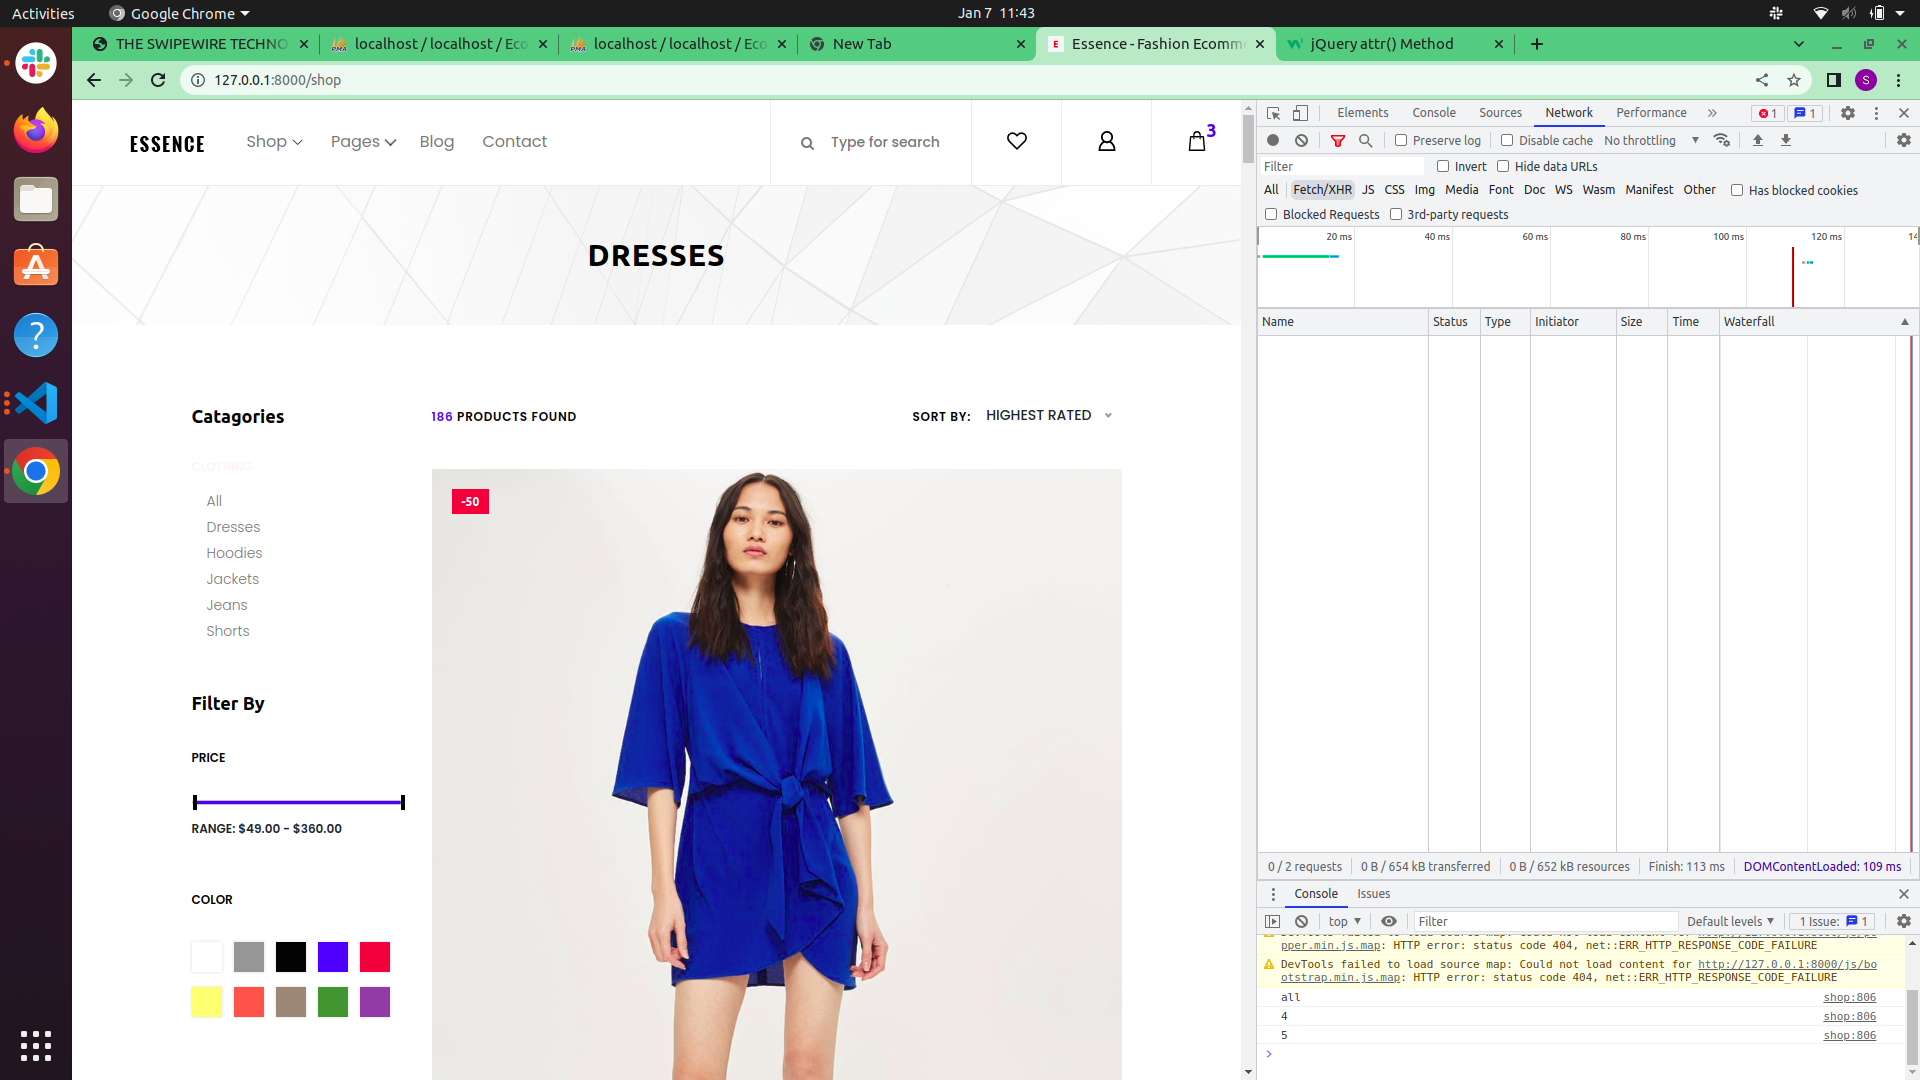 Activities
Google Chrome
Jan 7 11:43
THE SWIPEWIRE TECHNO
localhost / localhost / Eco
localhost / localhost / Eco
New Tab
Essence - Fashion Ecomme
jQuery attr() Method
127.0.0.1:8000/shop
S
ESSENCE
Shop
Pages
Blog
Contact
Type for search
3
DRESSES
Catagories
CLOTHING
All
Dresses
Hoodies
Jackets
Jeans
Shorts
Filter By
PRICE
RANGE: $49.00 - $360.00
COLOR
186 PRODUCTS FOUND
SORT BY: HIGHEST RATED
-50
Elements Console Sources Network Performance
1 1
Preserve log Disable cache No throttling
Filter Invert Hide data URLs
All Fetch/XHR JS CSS Img Media Font Doc WS Wasm Manifest Other Has blocked cookies
Blocked Requests 3rd-party requests
20 ms 40 ms 60 ms 80 ms 100 ms 120 ms 14
Name Status Type Initiator Size Time Waterfall
0 / 2 requests 0 B / 654 kB transferred 0 B / 652 kB resources Finish: 113 ms DOMContentLoaded: 109 ms
Console Issues
top Filter Default levels 1 Issue: 1
pper.min.js.map: HTTP error: status code 404, net::ERR_HTTP_RESPONSE_CODE_FAILURE
DevTools failed to load source map: Could not load content for http://127.0.0.1:8000/js/bo
otstrap.min.js.map: HTTP error: status code 404, net::ERR_HTTP_RESPONSE_CODE_FAILURE
all shop:806
4 shop:806
5 shop:806